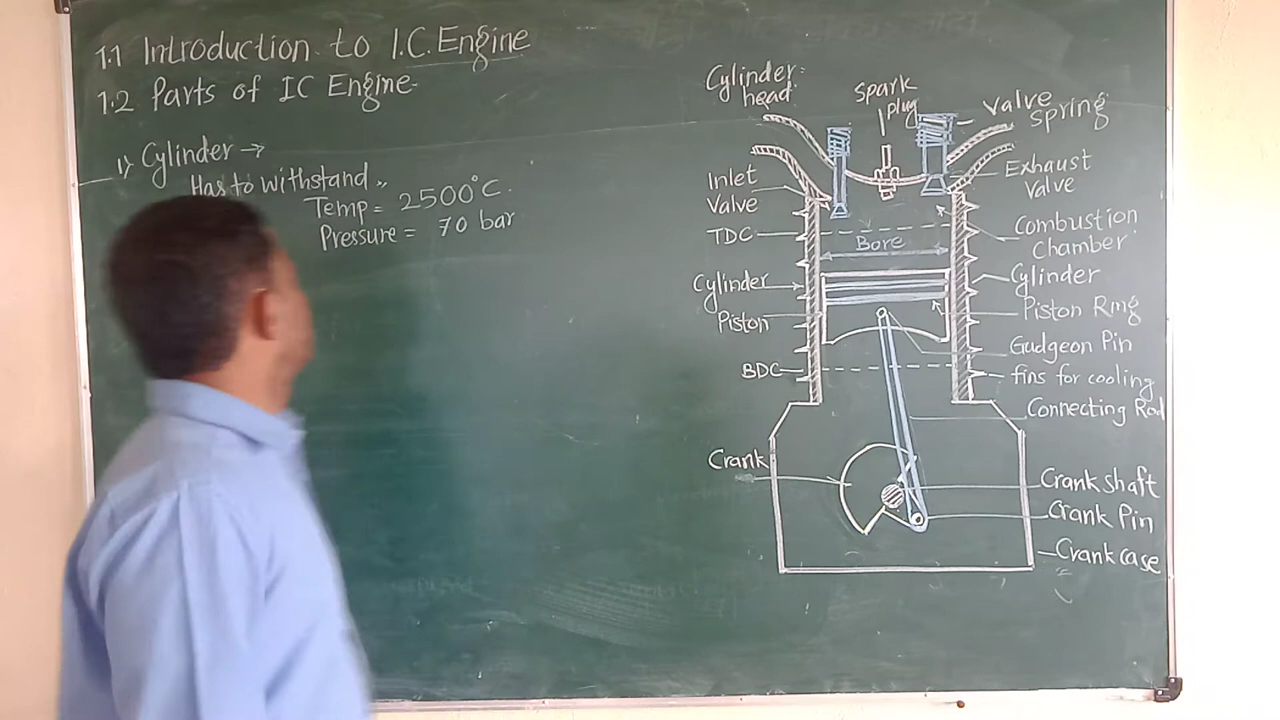 1.1 Introduction to I.C. Engine
1.2 Parts of IC Engine
1) Cylinder →
Has to withstand
Temp = 2500°C.
Pressure = 70 bar
Cylinder
head
Spark
plug
Valve
Spring
Inlet
Valve
Exhaust
Valve
TDC
Bore
Combustion
Chamber
Cylinder
Cylinder
Piston
Piston Ring
Gudgeon Pin
BDC
fins for cooling
Connecting Rod
Crank
Crank shaft
Crank Pin
Crank case